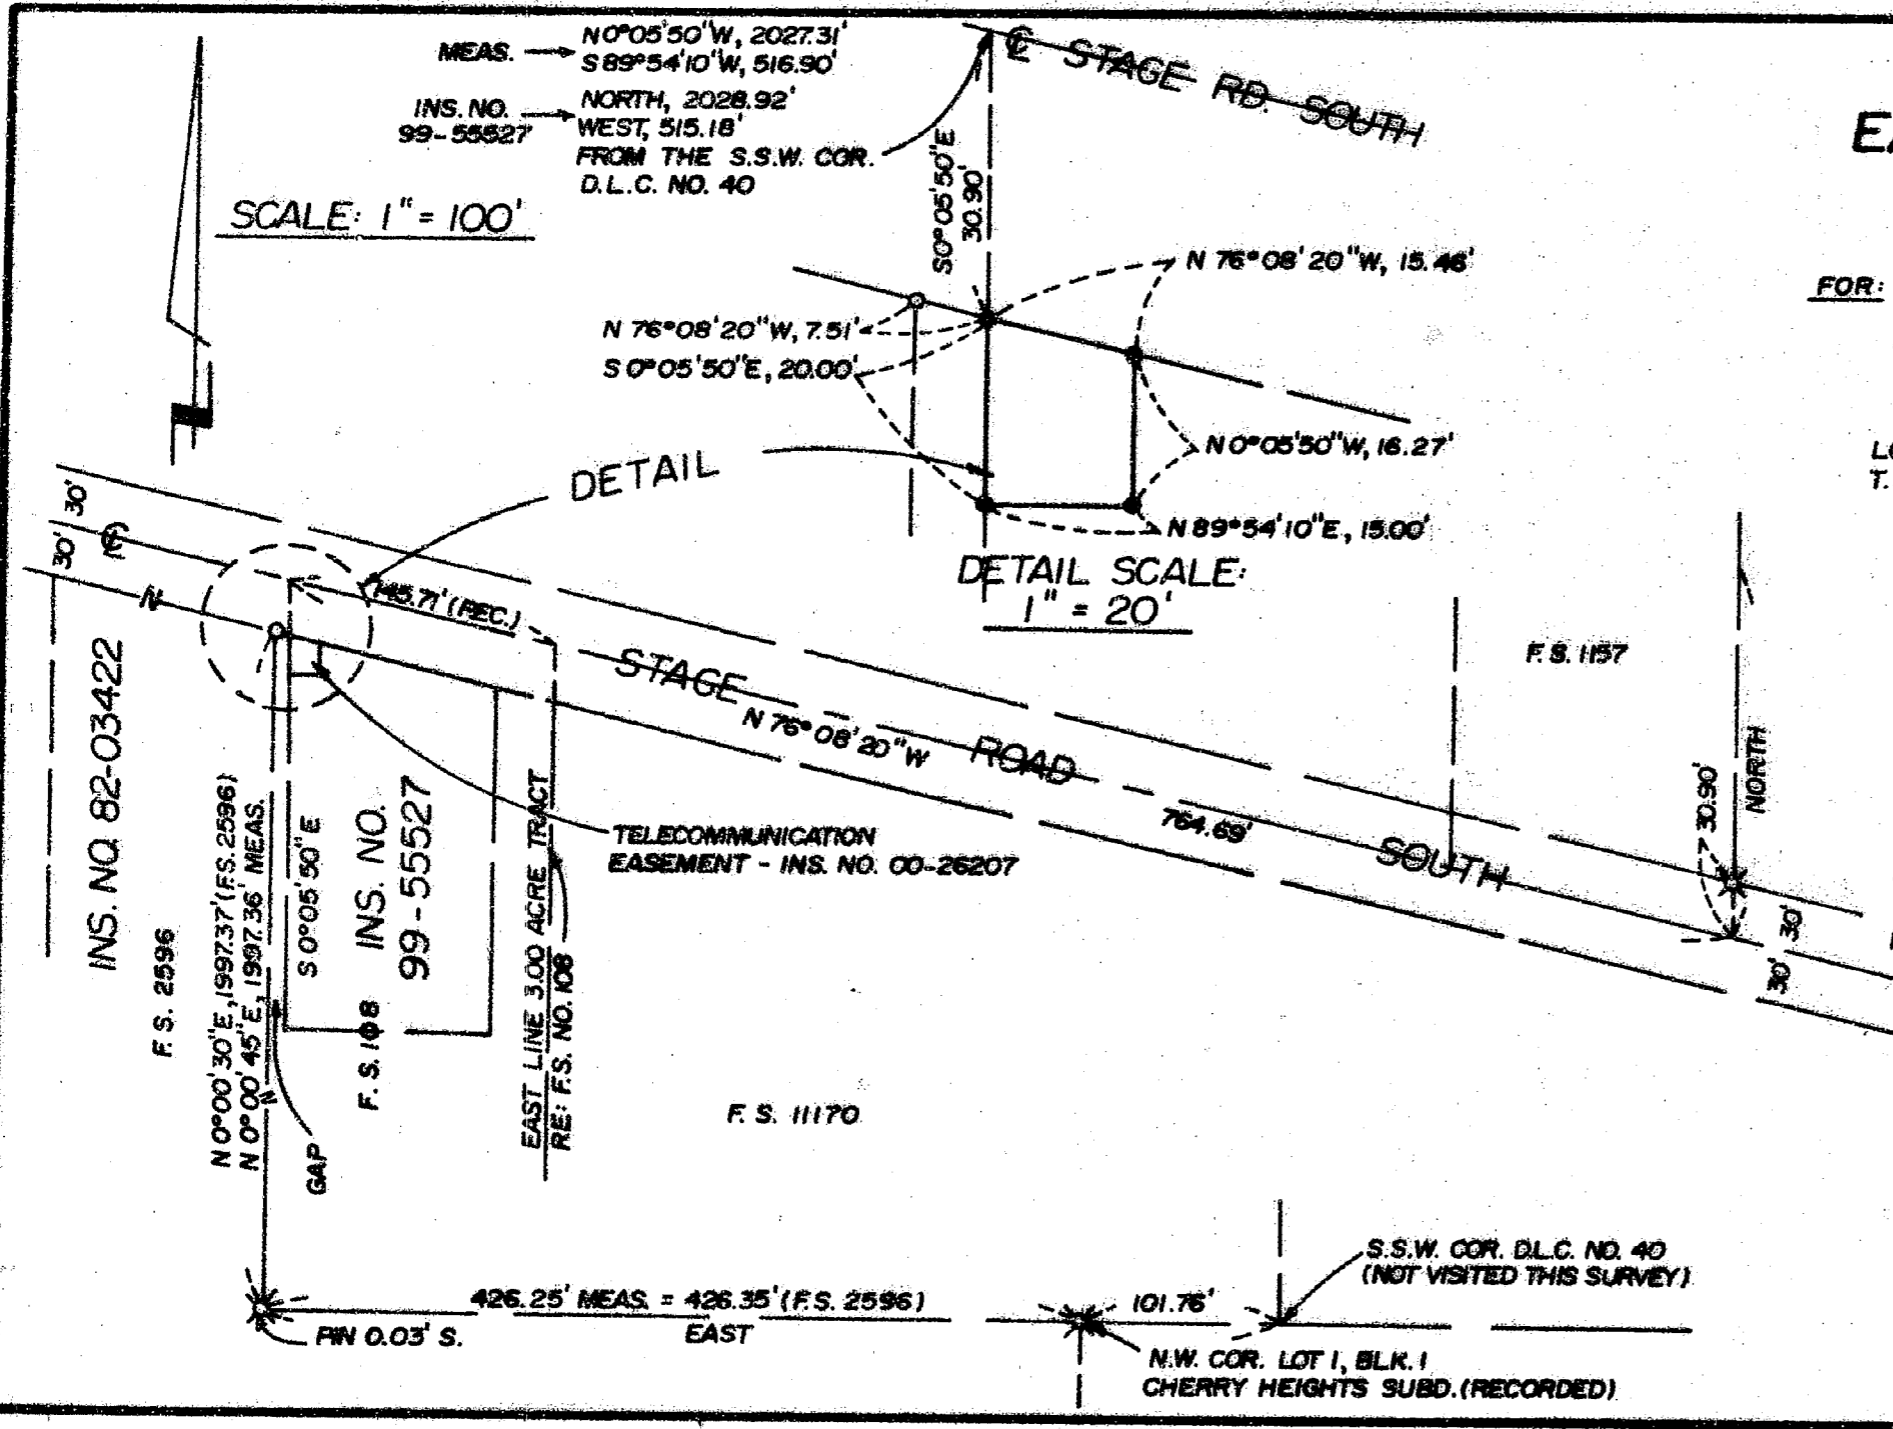 MEAS.
N 0°05'50"W, 2027.31'
S 89°54'10"W, 516.90'
INS. NO.
99-55527
NORTH, 2028.92'
WEST, 515.18'
FROM THE S.S.W. COR.
D.L.C. NO. 40
SCALE: 1" = 100'
℄ STAGE RD. SOUTH
S 0°05'50"E
30.90'
N 76°08'20"W, 15.46'
FOR:
N 76°08'20"W, 7.51'
S 0°05'50"E, 20.00'
N 0°05'50"W, 16.27'
T.
N 89°54'10"E, 15.00'
DETAIL
DETAIL SCALE:
1" = 20'
30'
30'
145.71' (REC.)
STAGE ROAD SOUTH
N 76°08'20"W
764.69'
F. S. 1157
NORTH
30.90'
30'
30'
INS. NO. 82-03422
F. S. 2596
N 0°00'30"E, 1997.37' (F.S. 2596)
N 0°00'45"E, 1997.36' MEAS.
S 0°05'50"E
INS. NO.
99-55527
F. S. 108
TELECOMMUNICATION
EASEMENT - INS. NO. 00-26207
EAST LINE 3.00 ACRE TRACT
RE: F.S. NO. 108
GAP
F. S. 11170
426.25' MEAS. = 426.35' (F.S. 2596)
EAST
PIN 0.03' S.
101.76'
S.S.W. COR. D.L.C. NO. 40
(NOT VISITED THIS SURVEY)
N.W. COR. LOT 1, BLK. 1
CHERRY HEIGHTS SUBD. (RECORDED)